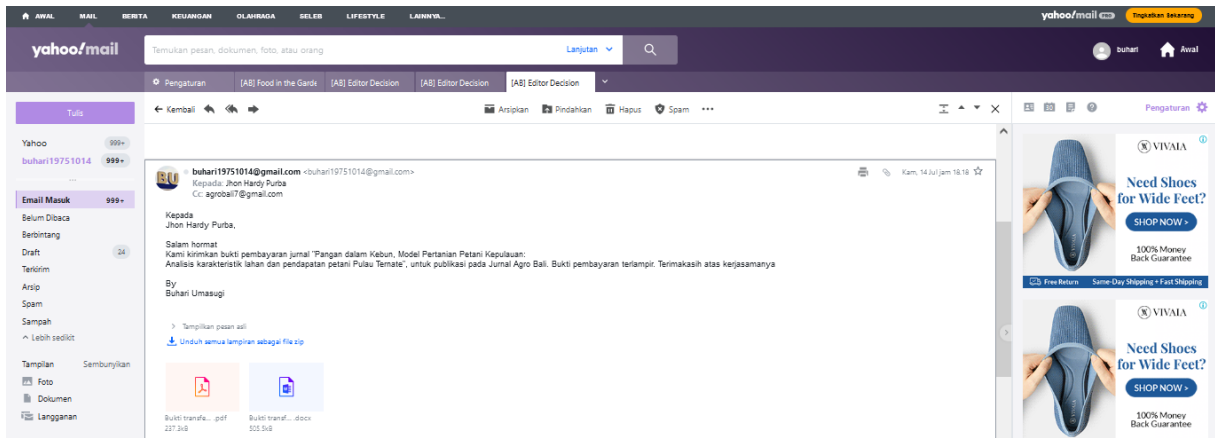 AWAL MAIL BERITA KEUANGAN OLAHRAGA SELEB LIFESTYLE LAINNYA... yahoo!mail PRO Tingkatkan Sekarang
yahoo!mail Temukan pesan, dokumen, foto, atau orang Lanjutan buhari Awal
Pengaturan [AB] Food in the Garde [AB] Editor Decision [AB] Editor Decision [AB] Editor Decision
Tulis
Kembali Arsipkan Pindahkan Hapus Spam ••• Pengaturan
Yahoo 999+
buhari19751014 999+
...
Email Masuk 999+
Belum Dibaca
Berbintang
Draft 24
Terkirim
Arsip
Spam
Sampah
Lebih sedikit
Tampilan Sembunyikan
Foto
Dokumen
Langganan
BU
buhari19751014@gmail.com <buhari19751014@gmail.com> Kam, 14 Jul jam 18.18
Kepada: Jhon Hardy Purba
Cc: agrobali7@gmail.com
Kepada
Jhon Hardy Purba,
Salam hormat
Kami kirimkan bukti pembayaran jurnal "Pangan dalam Kebun, Model Pertanian Petani Kepulauan:
Analisis karakteristik lahan dan pendapatan petani Pulau Ternate", untuk publikasi pada Jurnal Agro Bali. Bukti pembayaran terlampir. Terimakasih atas kerjasamanya
By
Buhari Umasugi
Tampilkan pesan asli
Unduh semua lampiran sebagai file zip
Bukti transfe... .pdf
237.3kB
Bukti transf... .docx
505.5kB
VIVAIA
Need Shoes
for Wide Feet?
SHOP NOW >
100% Money
Back Guarantee
Free Return Same-Day Shipping + Fast Shipping
VIVAIA
Need Shoes
for Wide Feet?
SHOP NOW >
100% Money
Back Guarantee